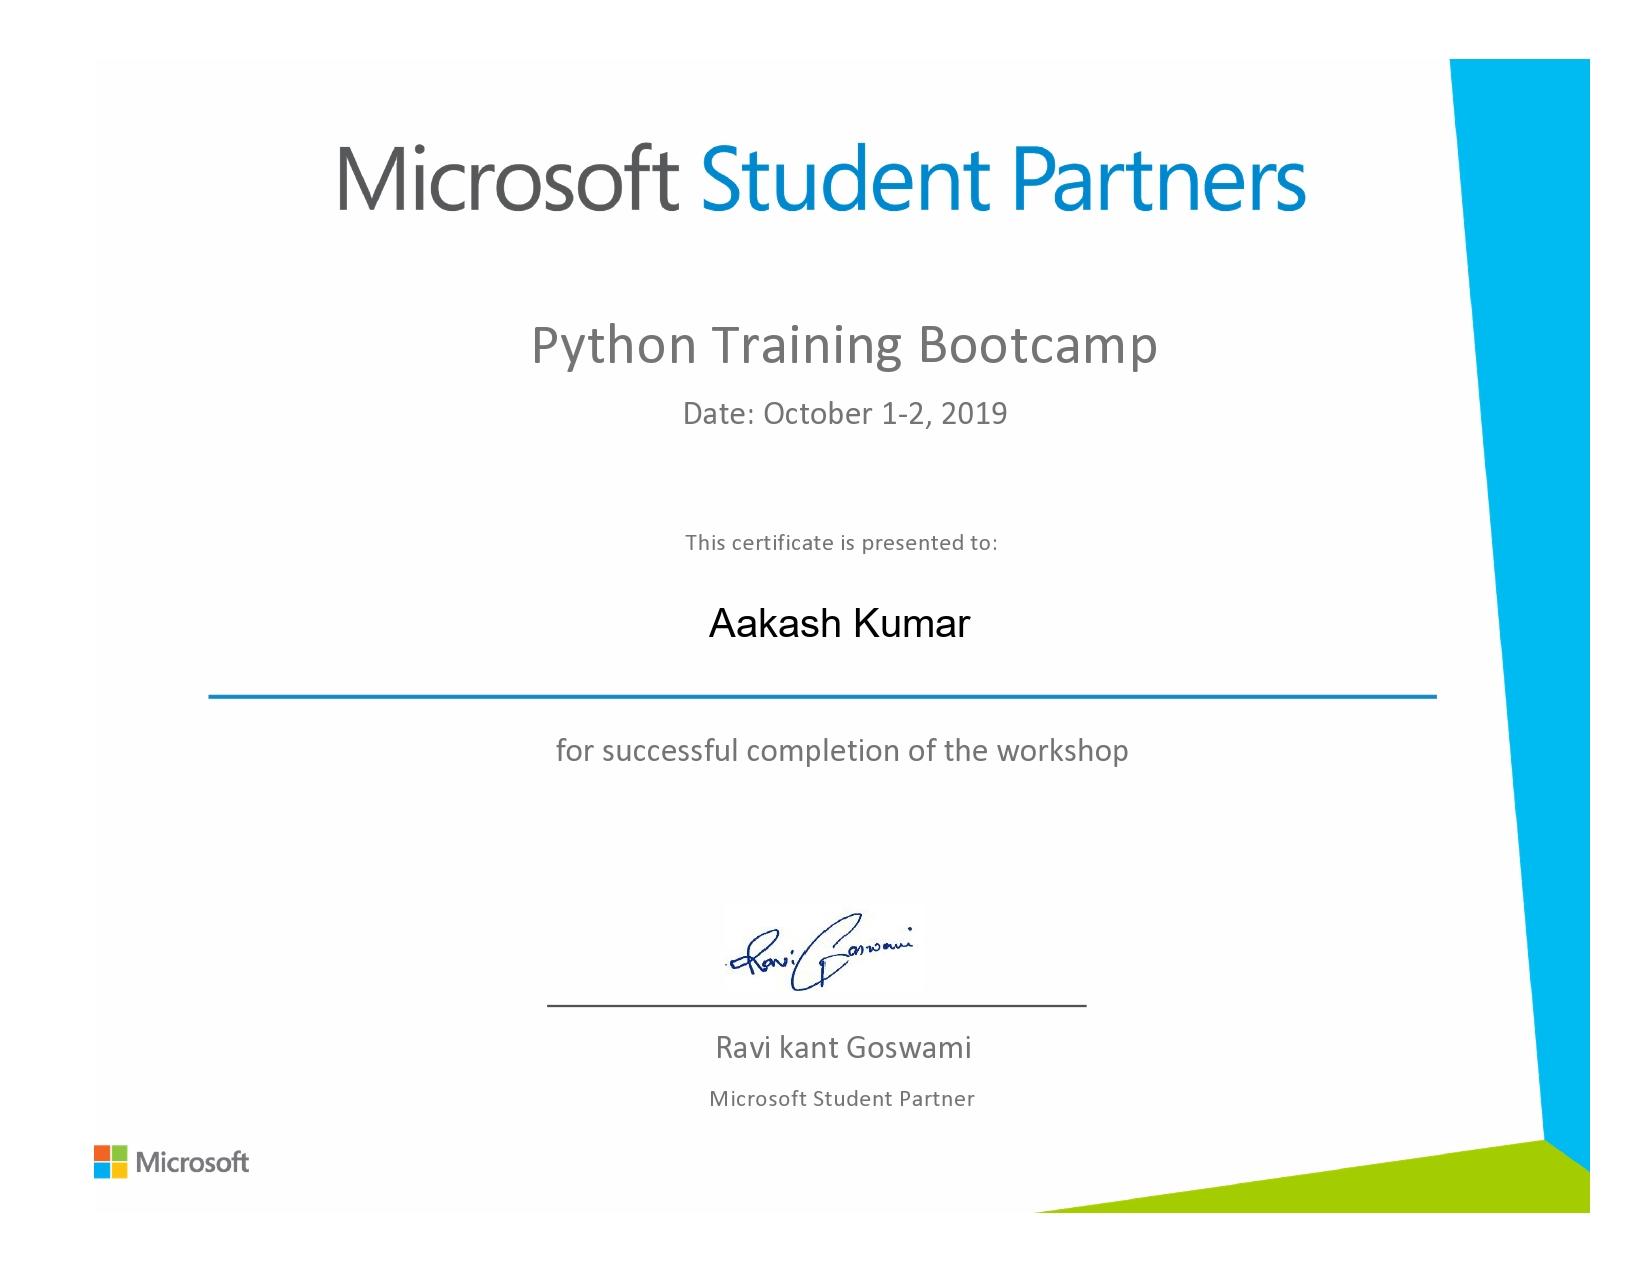 Microsoft Student Partners
Python Training Bootcamp
Date: October 1-2, 2019
This certificate is presented to:
Aakash Kumar
for successful completion of the workshop
Ravi Goswami
Ravi kant Goswami
Microsoft Student Partner
Microsoft